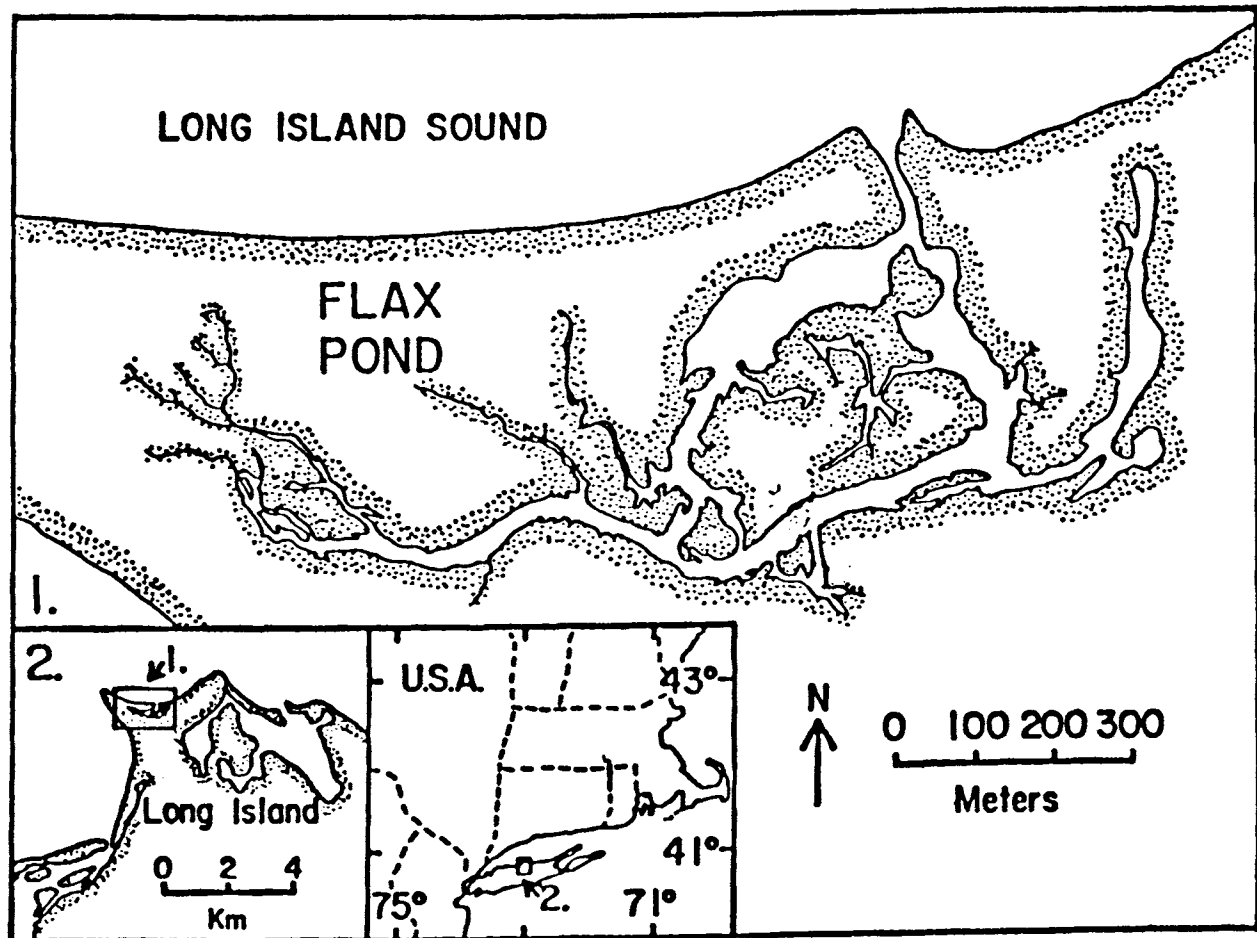 LONG ISLAND SOUND
FLAX
POND
1.
2.
1.
Long Island
0 2 4
Km
U.S.A.
43°
41°
75°
71°
2.
N
0 100 200 300
Meters